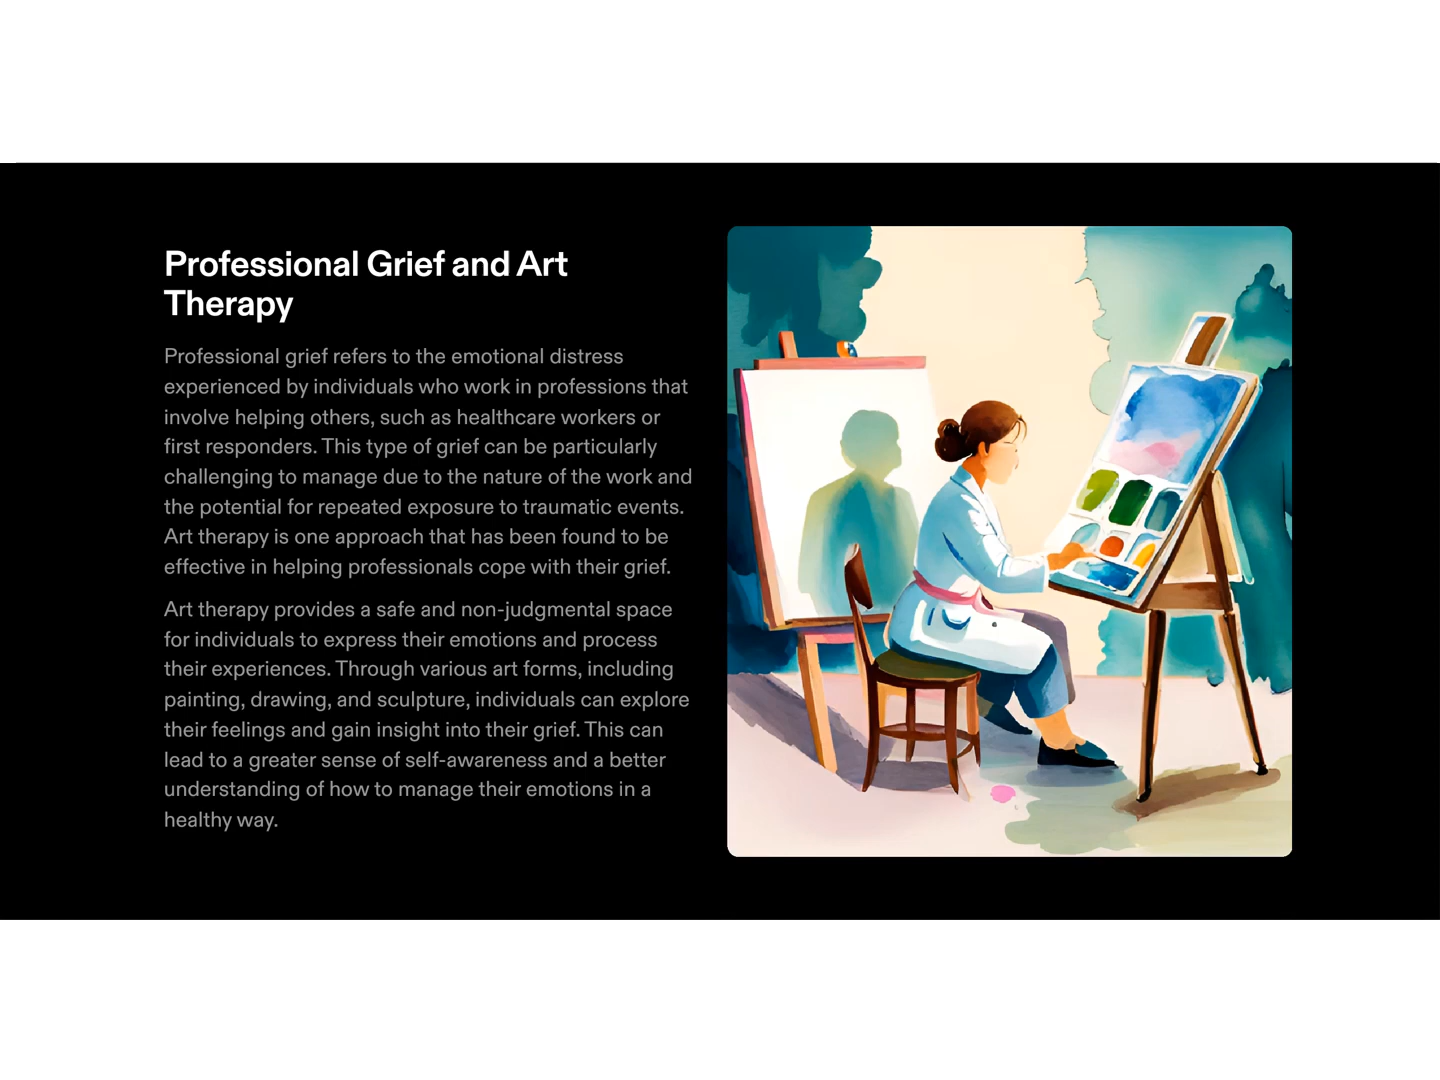 Professional Grief and Art
Therapy
Professional grief refers to the emotional distress
experienced by individuals who work in professions that
involve helping others, such as healthcare workers or
first responders. This type of grief can be particularly
challenging to manage due to the nature of the work and
the potential for repeated exposure to traumatic events.
Art therapy is one approach that has been found to be
effective in helping professionals cope with their grief.
Art therapy provides a safe and non-judgmental space
for individuals to express their emotions and process
their experiences. Through various art forms, including
painting, drawing, and sculpture, individuals can explore
their feelings and gain insight into their grief. This can
lead to a greater sense of self-awareness and a better
understanding of how to manage their emotions in a
healthy way.